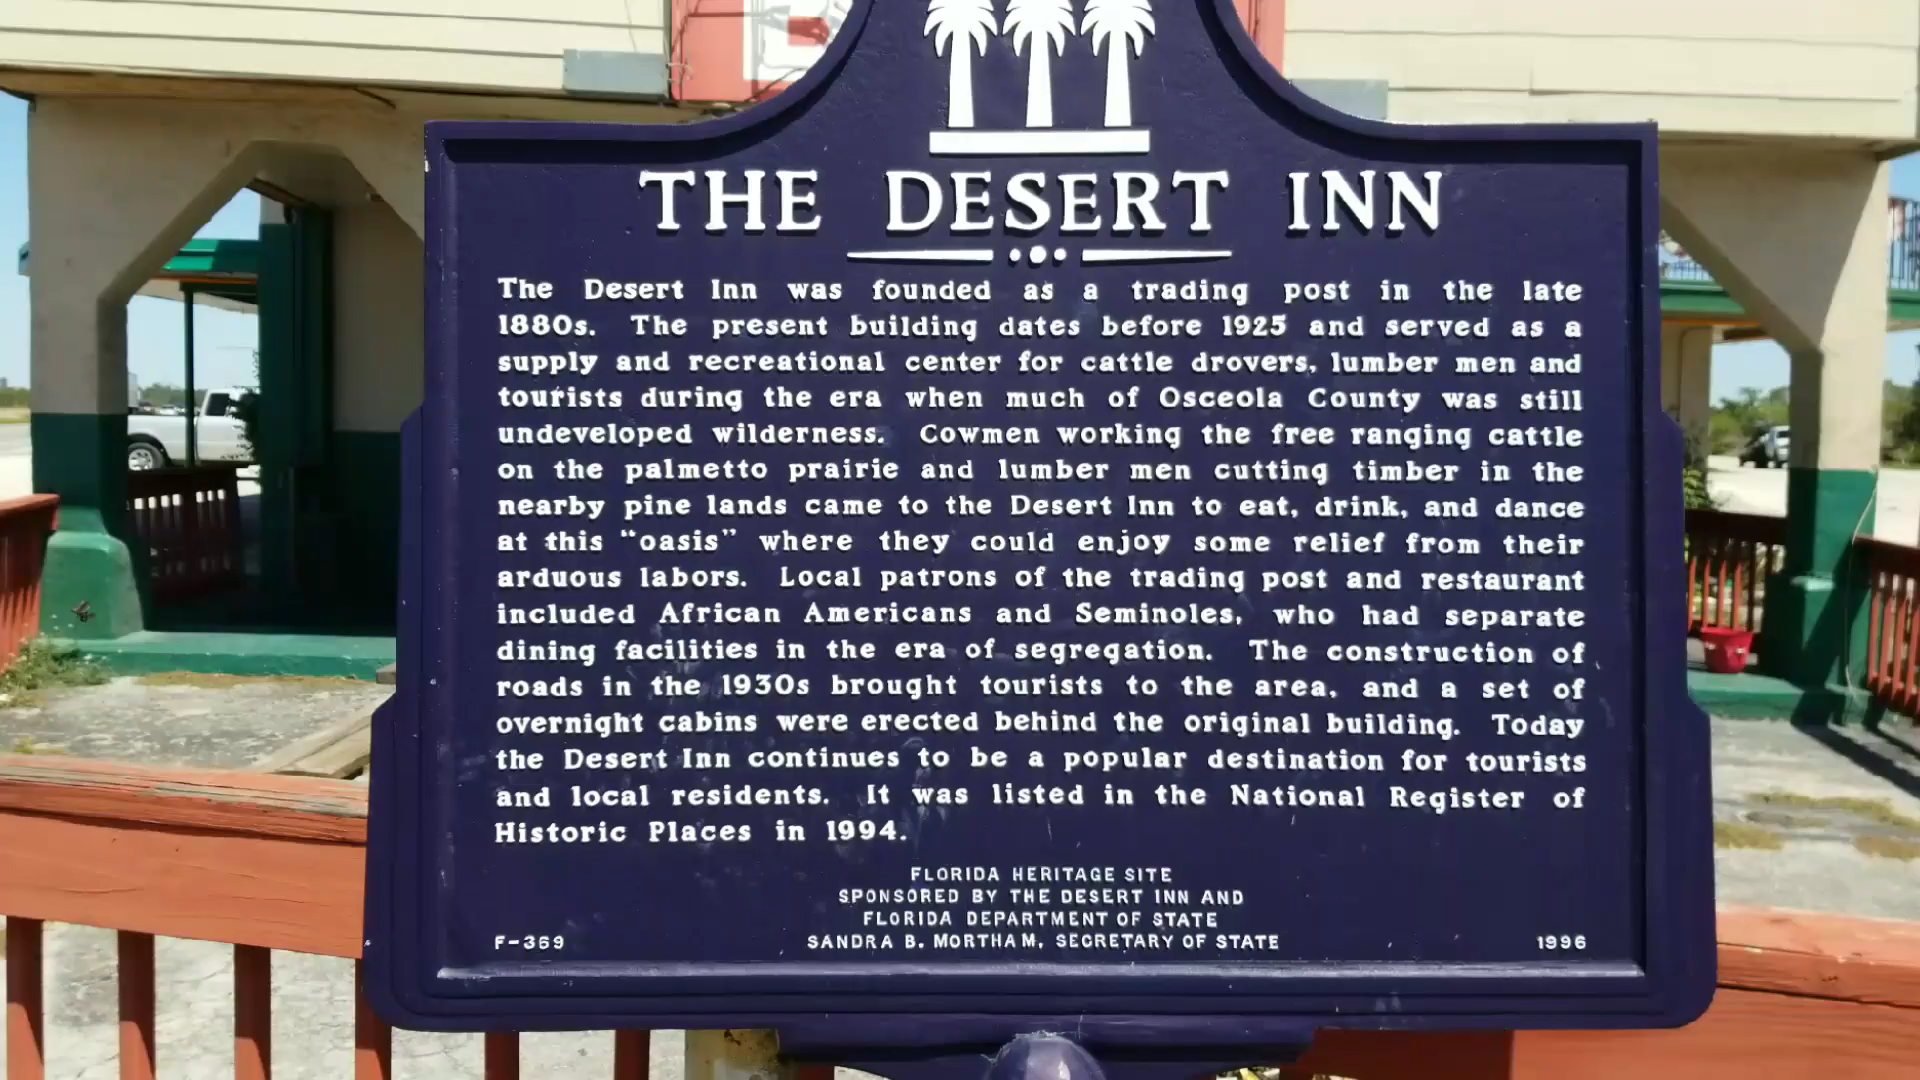 THE DESERT INN
The Desert Inn was founded as a trading post in the late
1880s. The present building dates before 1925 and served as a
supply and recreational center for cattle drovers, lumber men and
tourists during the era when much of Osceola County was still
undeveloped wilderness. Cowmen working the free ranging cattle
on the palmetto prairie and lumber men cutting timber in the
nearby pine lands came to the Desert Inn to eat, drink, and dance
at this "oasis" where they could enjoy some relief from their
arduous labors. Local patrons of the trading post and restaurant
included African Americans and Seminoles, who had separate
dining facilities in the era of segregation. The construction of
roads in the 1930s brought tourists to the area, and a set of
overnight cabins were erected behind the original building. Today
the Desert Inn continues to be a popular destination for tourists
and local residents. It was listed in the National Register of
Historic Places in 1994.
FLORIDA HERITAGE SITE
SPONSORED BY THE DESERT INN AND
FLORIDA DEPARTMENT OF STATE
F-369 SANDRA B. MORTHAM, SECRETARY OF STATE 1996